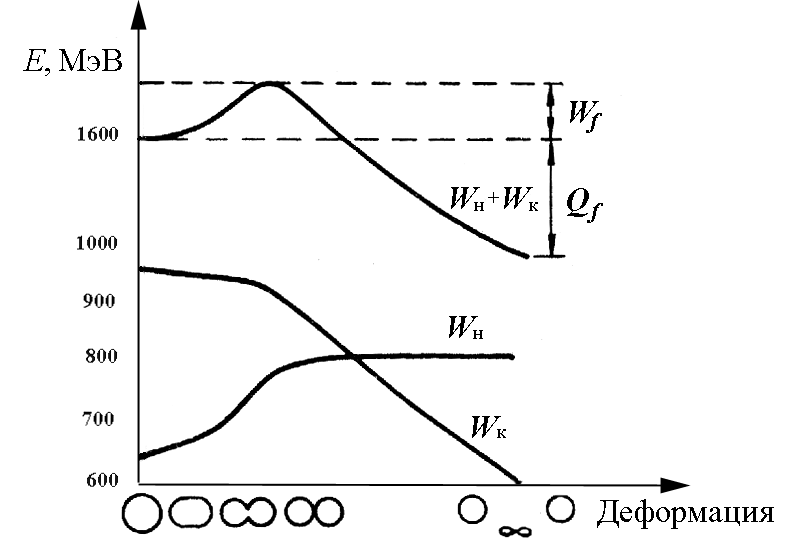 E, МэВ
W_f
1600
W_н+W_к
Q_f
1000
900
W_н
800
700
W_к
600
∞
Деформация